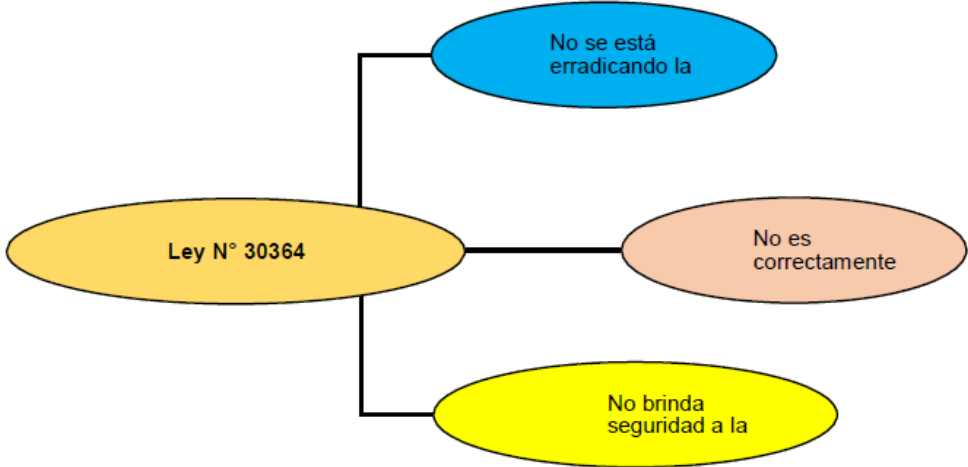 No se está
erradicando la
Ley N° 30364
No es
correctamente
No brinda
seguridad a la